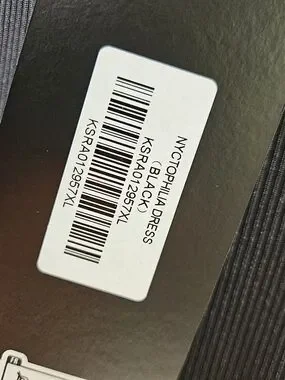 NYCTOPHILIA DRESS
(BLACK)
KSRA012957XL
KSRA012957XL